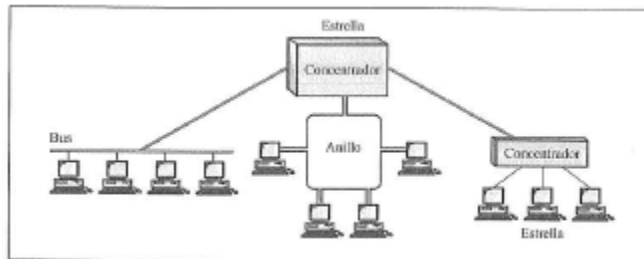 Estrella
Concentrador
Bus
Anillo
Concentrador
Estrella